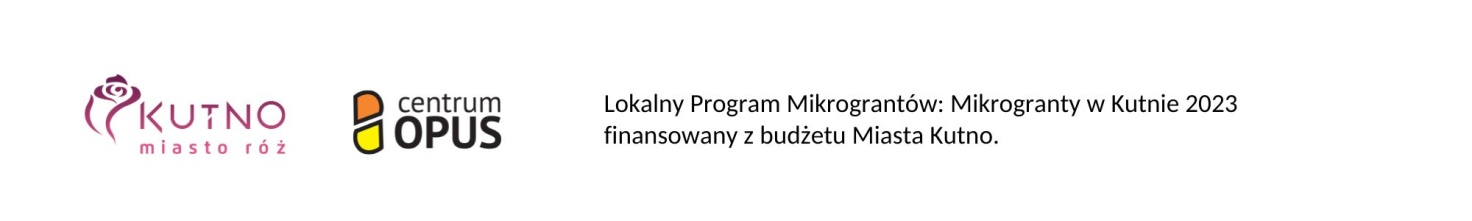 KUTNO
miasto róż
centrum
OPUS
Lokalny Program Mikrograntów: Mikrogranty w Kutnie 2023
finansowany z budżetu Miasta Kutno.